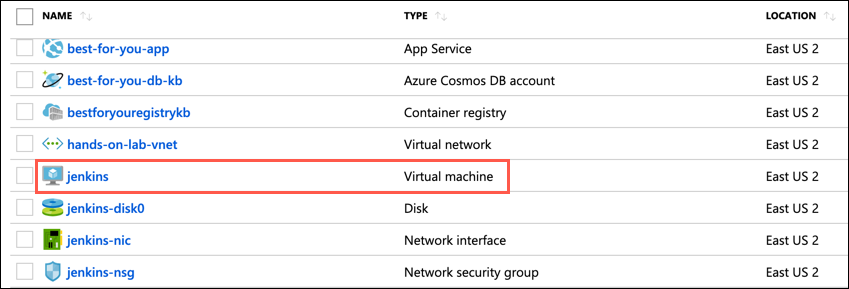 NAME TYPE LOCATION
best-for-you-app App Service East US 2
best-for-you-db-kb Azure Cosmos DB account East US 2
bestforyouregistrykb Container registry East US 2
hands-on-lab-vnet Virtual network East US 2
jenkins Virtual machine East US 2
jenkins-disk0 Disk East US 2
jenkins-nic Network interface East US 2
jenkins-nsg Network security group East US 2